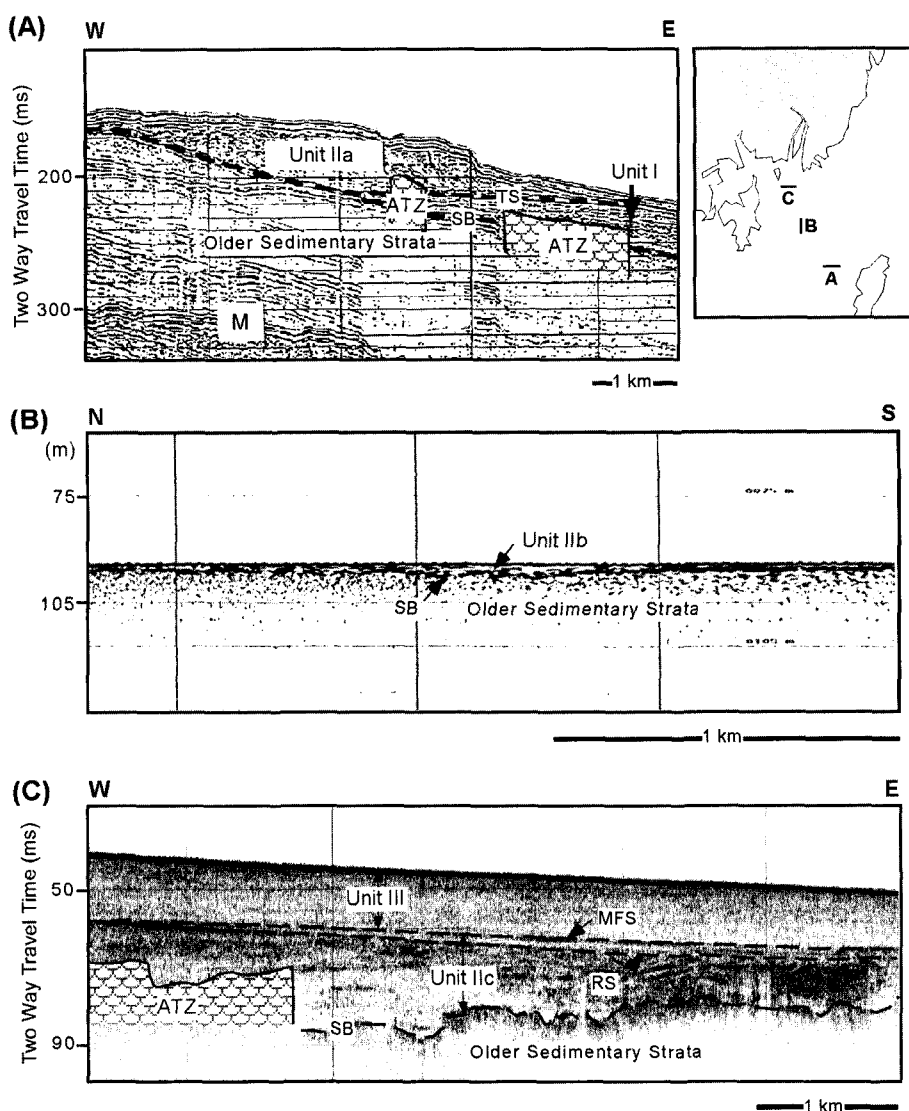 (A)
W
E
Two Way Travel Time (ms)
200
300
Unit IIa
Unit I
ATZ
TS
SB
ATZ
Older Sedimentary Strata
M
1 km
C
B
A
(B)
N
S
(m)
75
105
Unit IIb
SB
Older Sedimentary Strata
1 km
(C)
W
E
Two Way Travel Time (ms)
50
90
Unit III
MFS
Unit IIc
RS
ATZ
SB
Older Sedimentary Strata
1 km